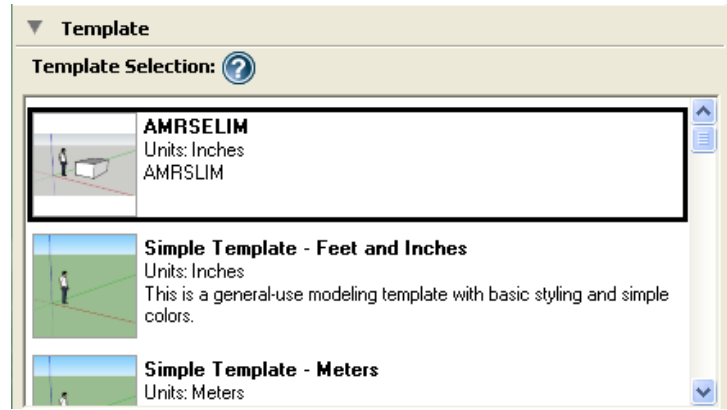 Template
Template Selection:
AMRSELIM
Units: Inches
AMRSLIM
Simple Template - Feet and Inches
Units: Inches
This is a general-use modeling template with basic styling and simple
colors.
Simple Template - Meters
Units: Meters